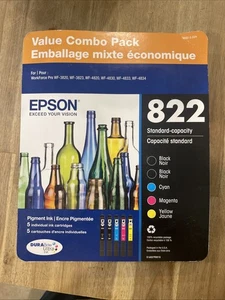 Value Combo Pack
Emballage mixte économique
For / Pour :
WorkForce Pro WF-3820, WF-3823, WF-4820, WF-4830, WF-4833, WF-4834
EPSON
EXCEED YOUR VISION
822
Standard-capacity
Capacité standard
Black
Noir
Black
Noir
Cyan
Magenta
Yellow
Jaune
Pigment Ink | Encre Pigmentée
5 individual ink cartridges
5 cartouches d'encre individuelles
DURABrite
Ultra